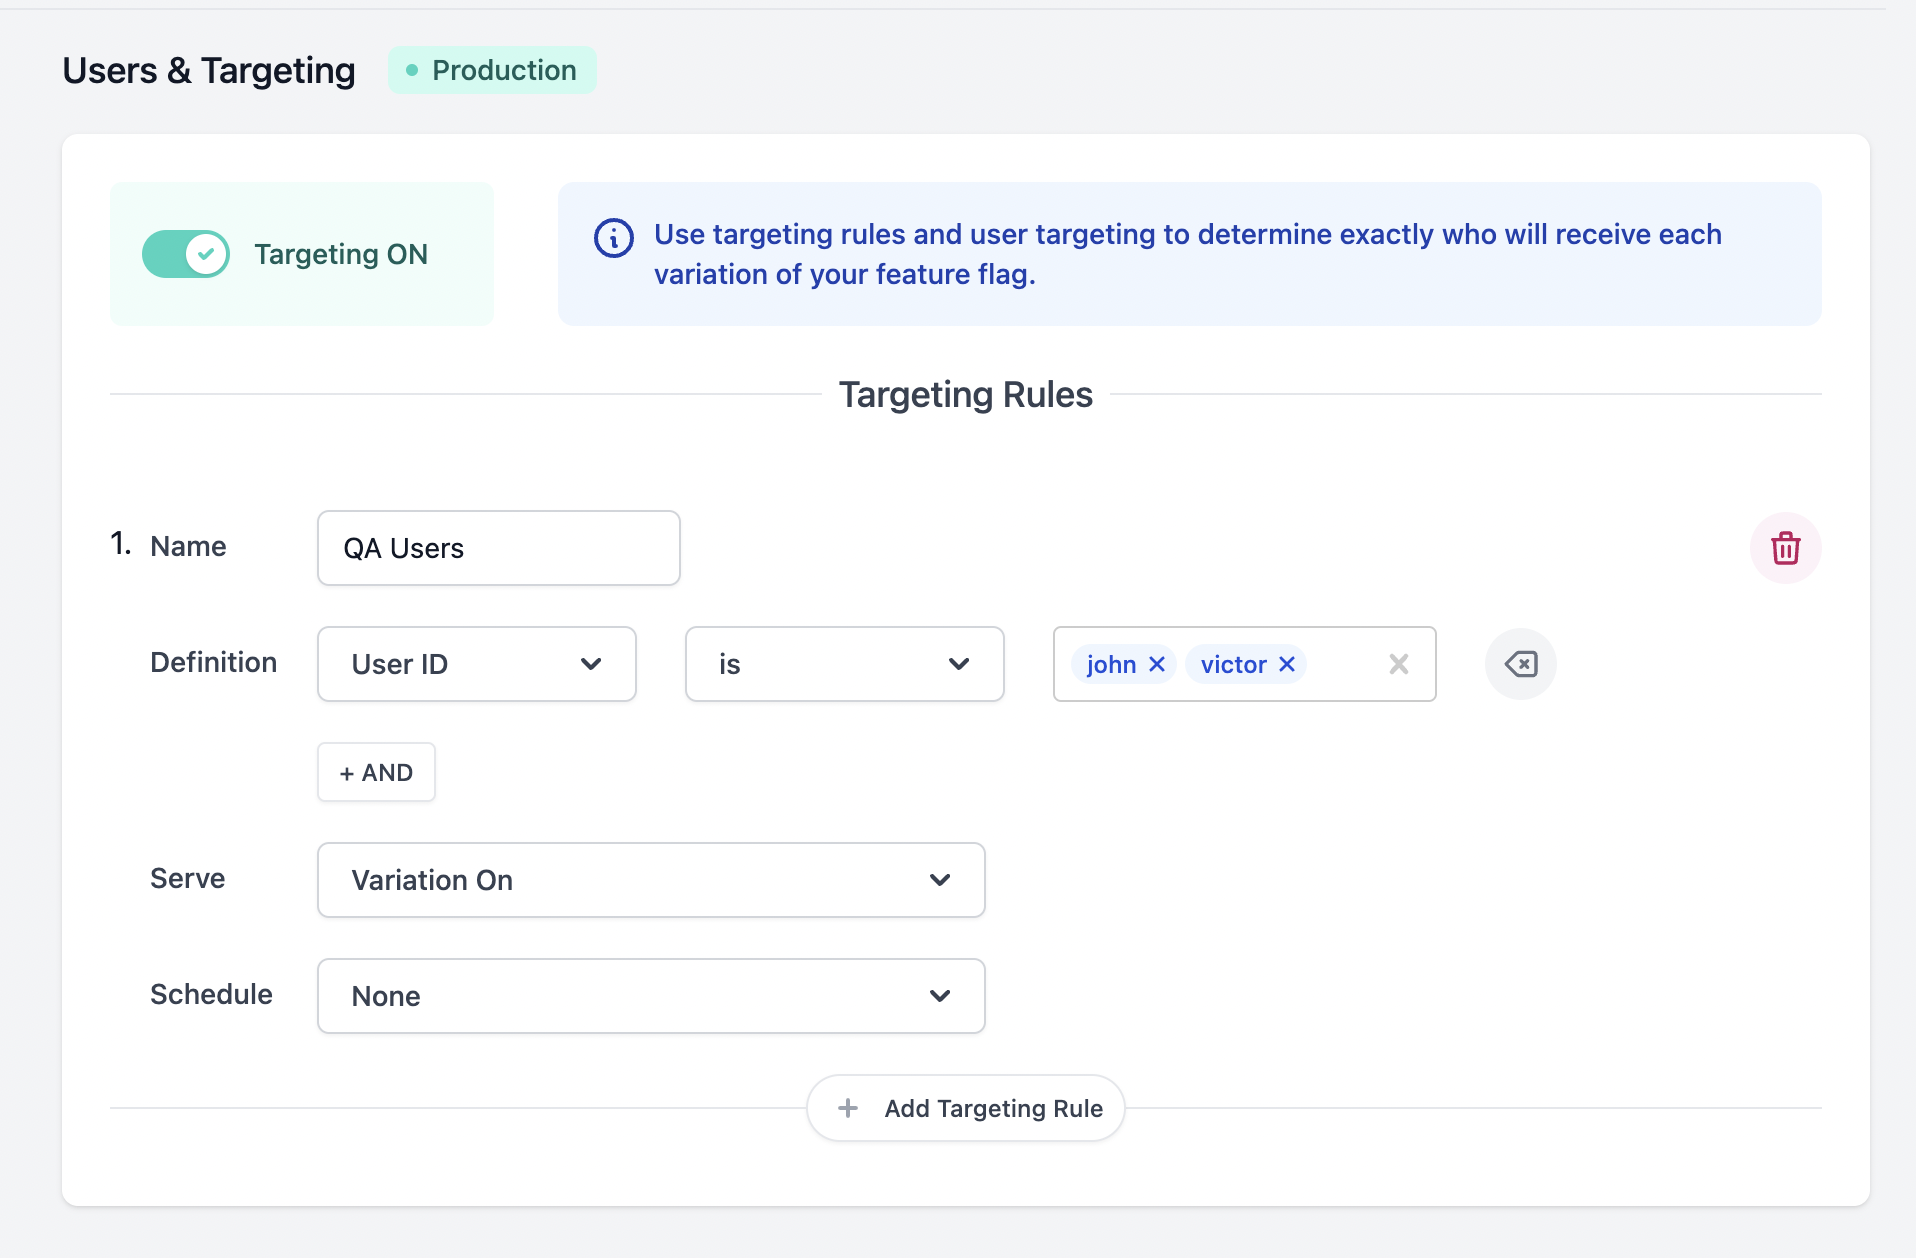 Users & Targeting
Production
Targeting ON
Use targeting rules and user targeting to determine exactly who will receive each
variation of your feature flag.
Targeting Rules
1. Name
QA Users
Definition
User ID
is
john
victor
+ AND
Serve
Variation On
Schedule
None
+ Add Targeting Rule